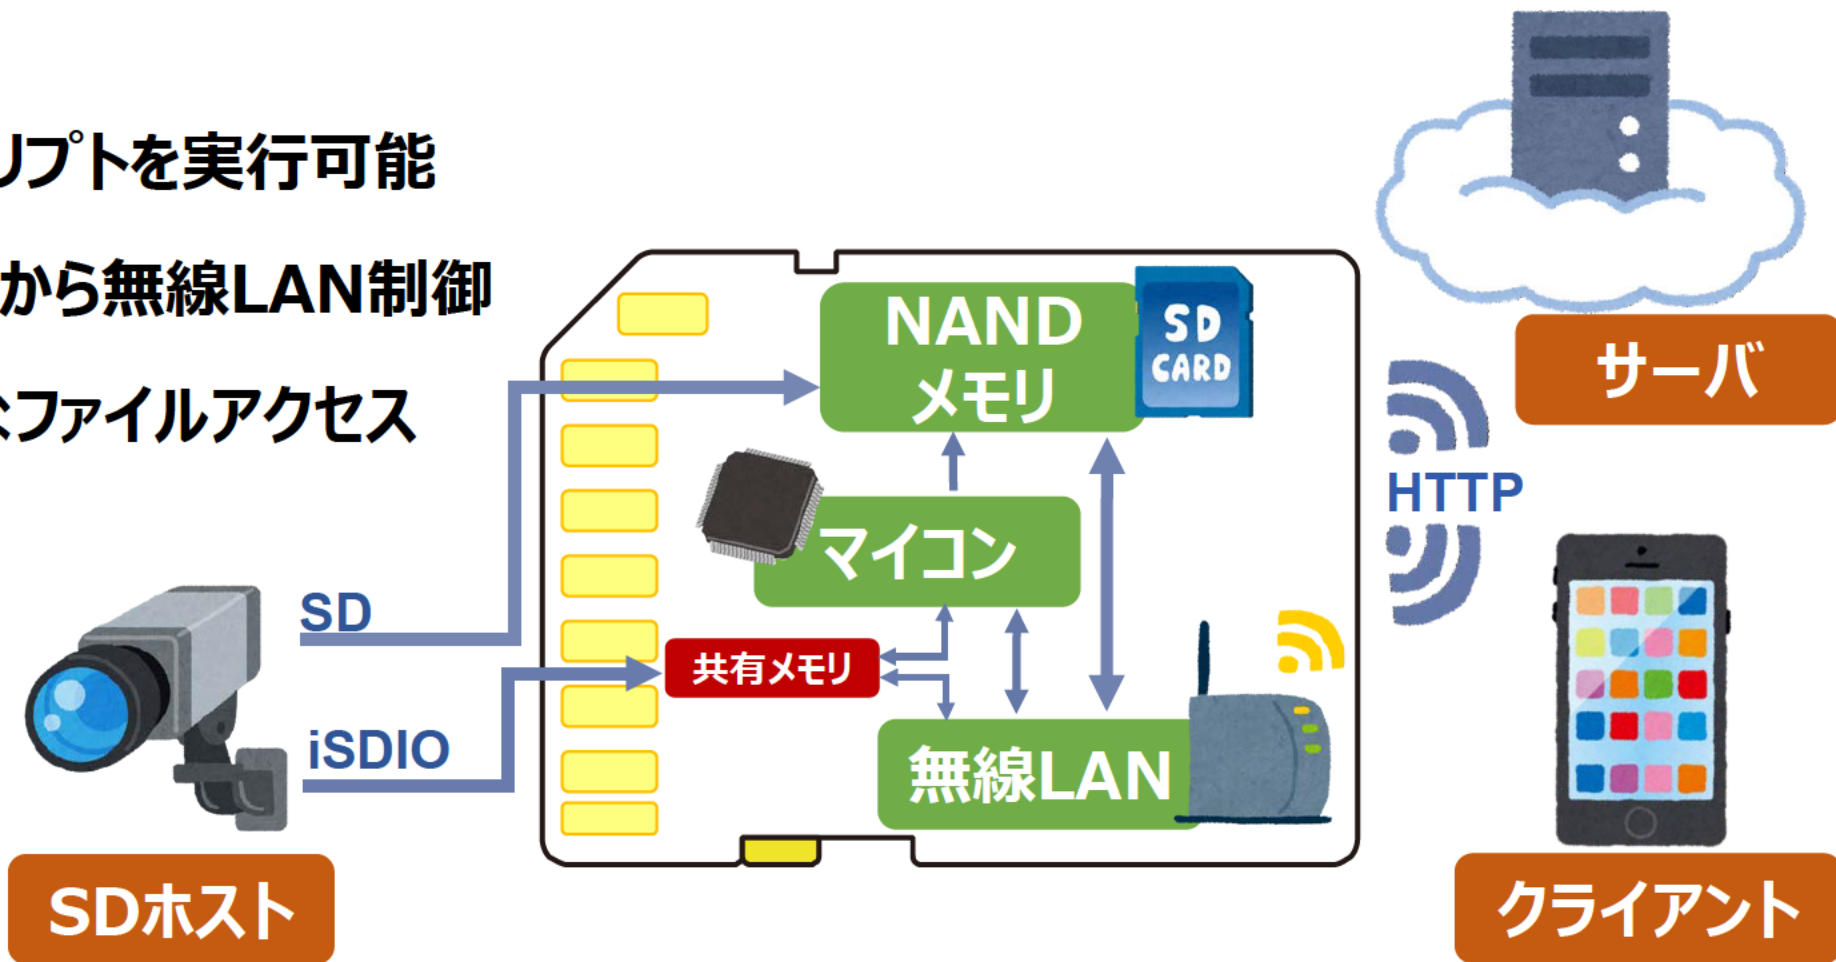 リプトを実行可能
から無線LAN制御
ファイルアクセス
NAND
メモリ
SD
CARD
サーバ
HTTP
マイコン
SD
共有メモリ
iSDIO
無線LAN
SDホスト
クライアント